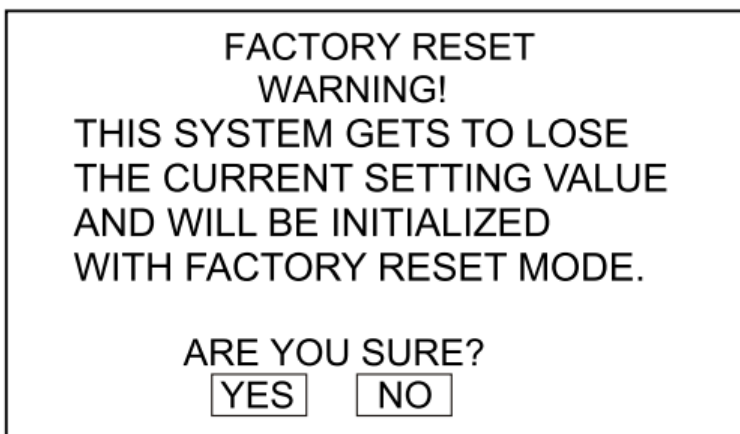 FACTORY RESET
WARNING!
THIS SYSTEM GETS TO LOSE
THE CURRENT SETTING VALUE
AND WILL BE INITIALIZED
WITH FACTORY RESET MODE.
ARE YOU SURE?
YES NO